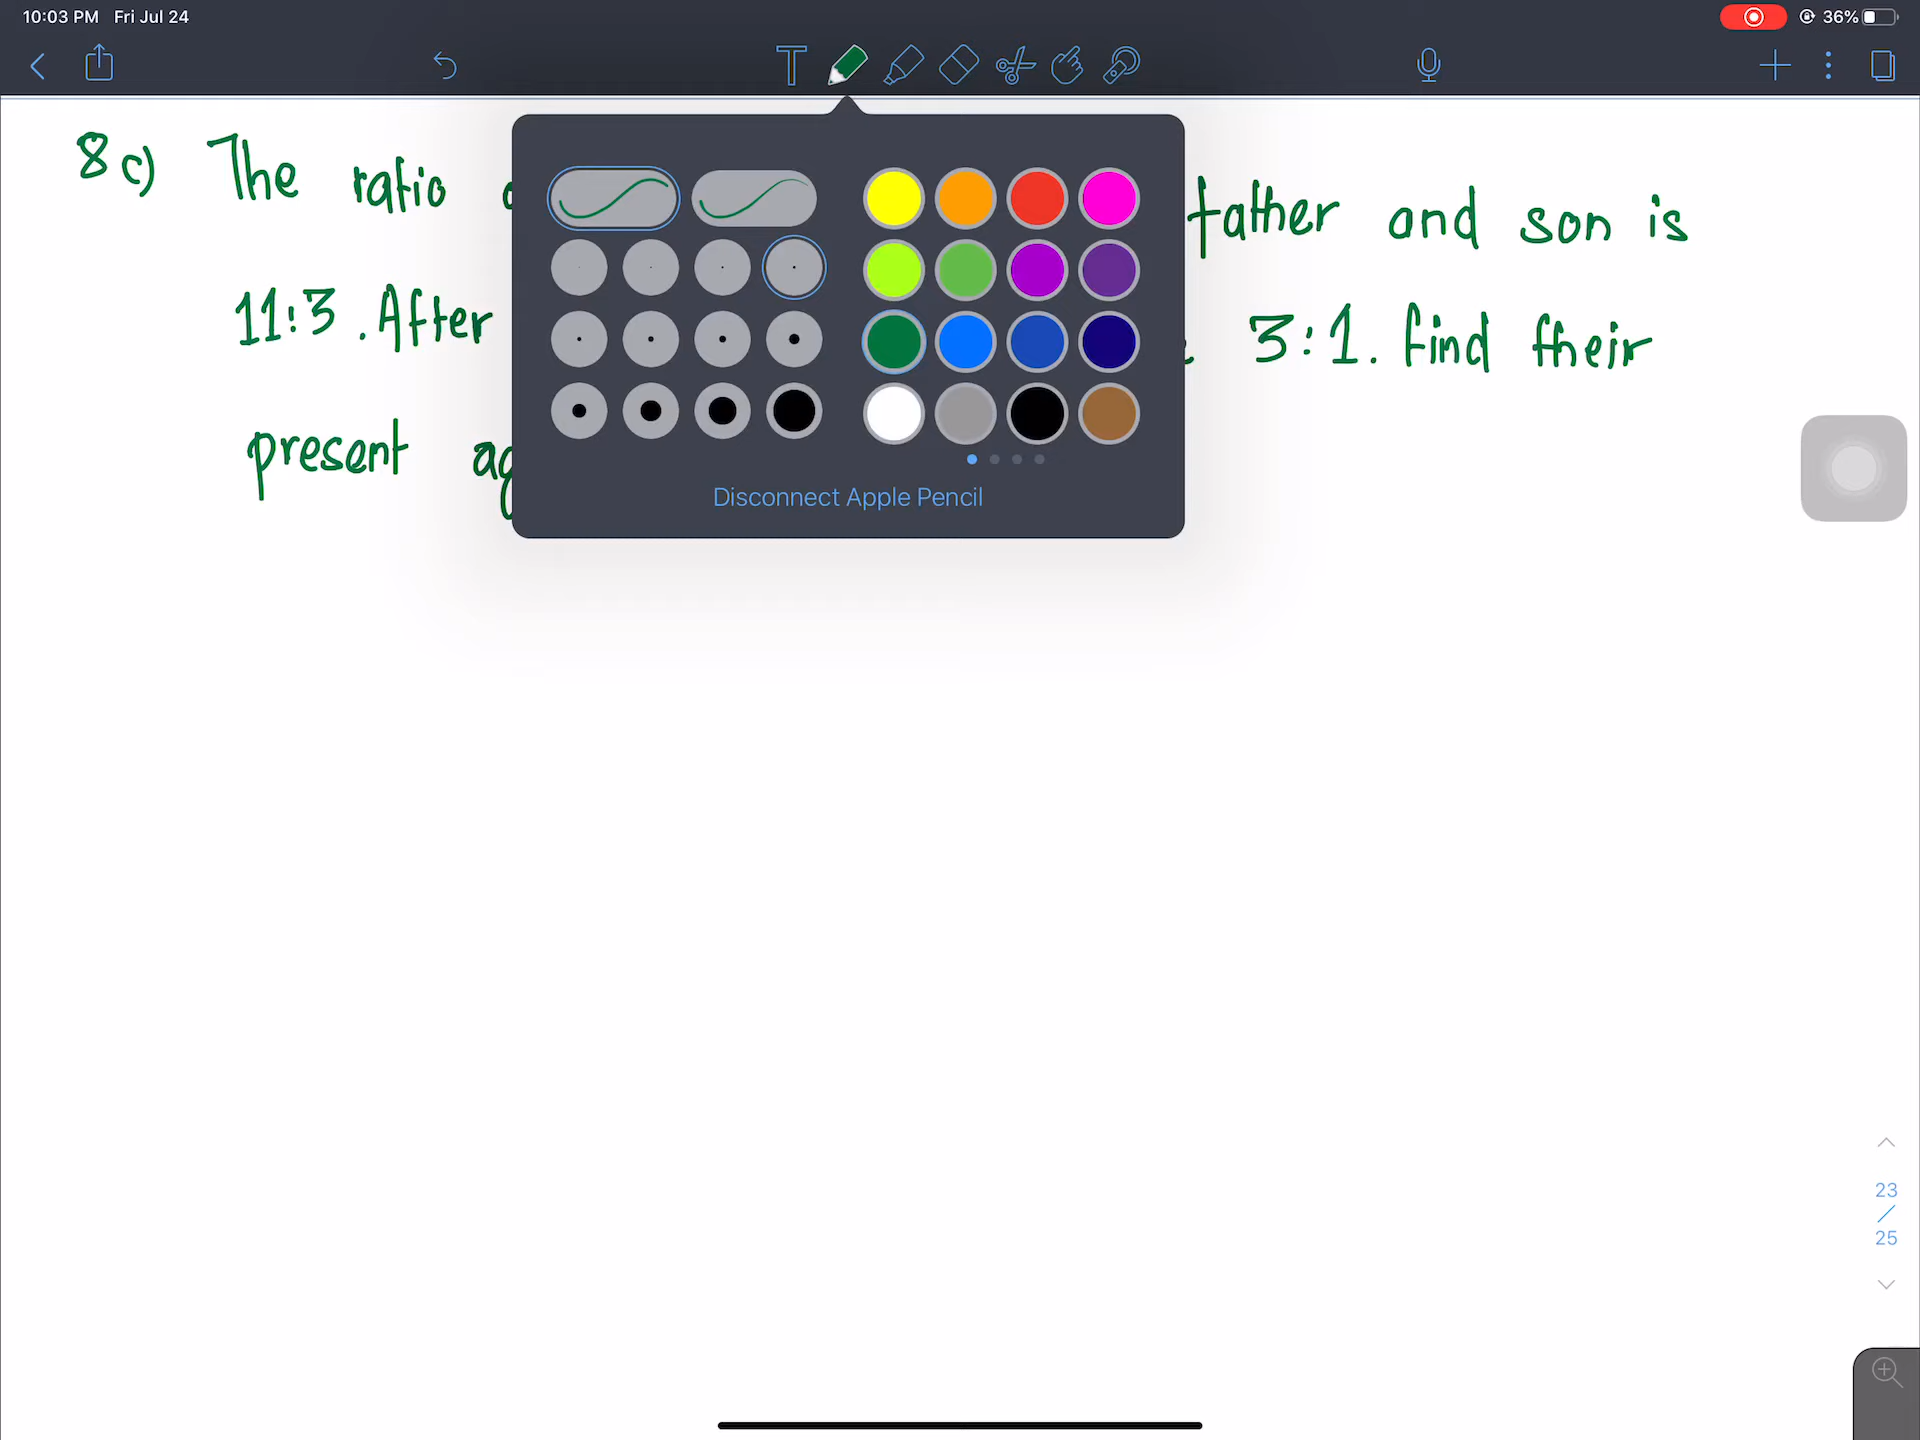 10:03 PM Fri Jul 24 36%
8 c) The ratio father and son is
11:3 . After 3:1. find their
present
Disconnect Apple Pencil
23
25